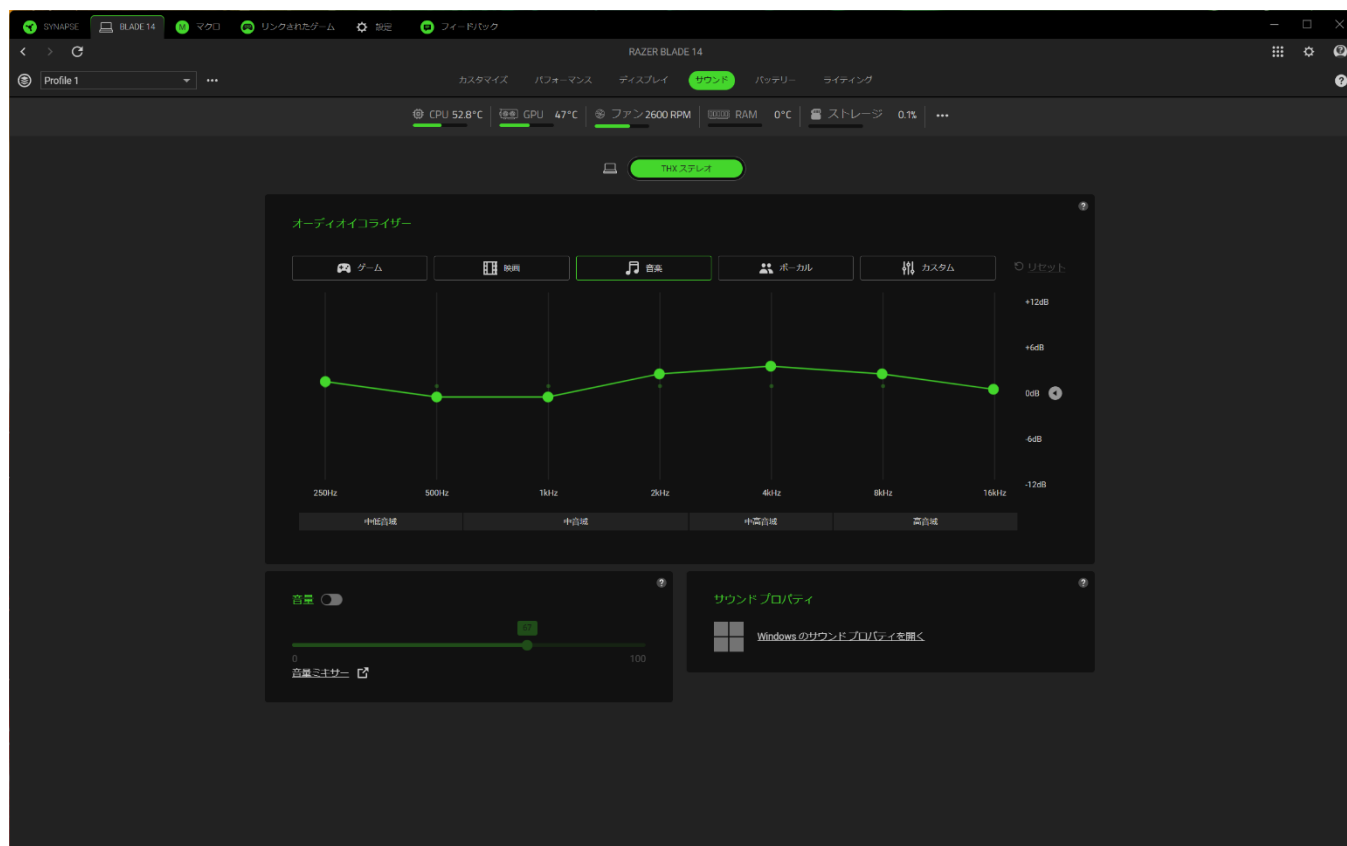 SYNAPSE BLADE 14 マクロ リンクされたゲーム 設定 フィードバック
RAZER BLADE 14
Profile 1 カスタマイズ パフォーマンス ディスプレイ サウンド バッテリー ライティング
CPU 52.8°C GPU 47°C ファン 2600 RPM RAM 0°C ストレージ 0.1%
THX ステレオ
オーディオイコライザー
ゲーム 映画 音楽 ボーカル カスタム リセット
+12dB
+6dB
0dB
-6dB
-12dB
250Hz 500Hz 1kHz 2kHz 4kHz 8kHz 16kHz
中低音域 中音域 中高音域 高音域
音量
67
0 100
音量ミキサー
サウンド プロパティ
Windows のサウンド プロパティを開く